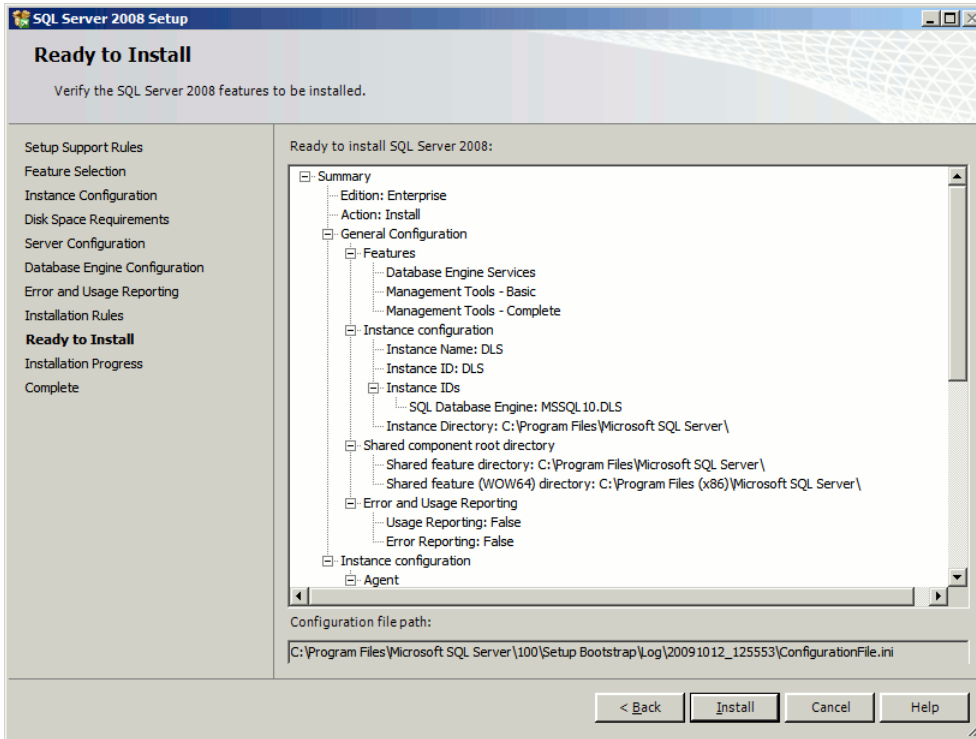 SQL Server 2008 Setup
Ready to Install
Verify the SQL Server 2008 features to be installed.
Setup Support Rules
Feature Selection
Instance Configuration
Disk Space Requirements
Server Configuration
Database Engine Configuration
Error and Usage Reporting
Installation Rules
Ready to Install
Installation Progress
Complete
Ready to install SQL Server 2008:
Summary
Edition: Enterprise
Action: Install
General Configuration
Features
Database Engine Services
Management Tools - Basic
Management Tools - Complete
Instance configuration
Instance Name: DLS
Instance ID: DLS
Instance IDs
SQL Database Engine: MSSQL10.DLS
Instance Directory: C:\Program Files\Microsoft SQL Server\
Shared component root directory
Shared feature directory: C:\Program Files\Microsoft SQL Server\
Shared feature (WOW64) directory: C:\Program Files (x86)\Microsoft SQL Server\
Error and Usage Reporting
Usage Reporting: False
Error Reporting: False
Instance configuration
Agent
Configuration file path:
C:\Program Files\Microsoft SQL Server\100\Setup Bootstrap\Log\20091012_125553\ConfigurationFile.ini
< Back
Install
Cancel
Help